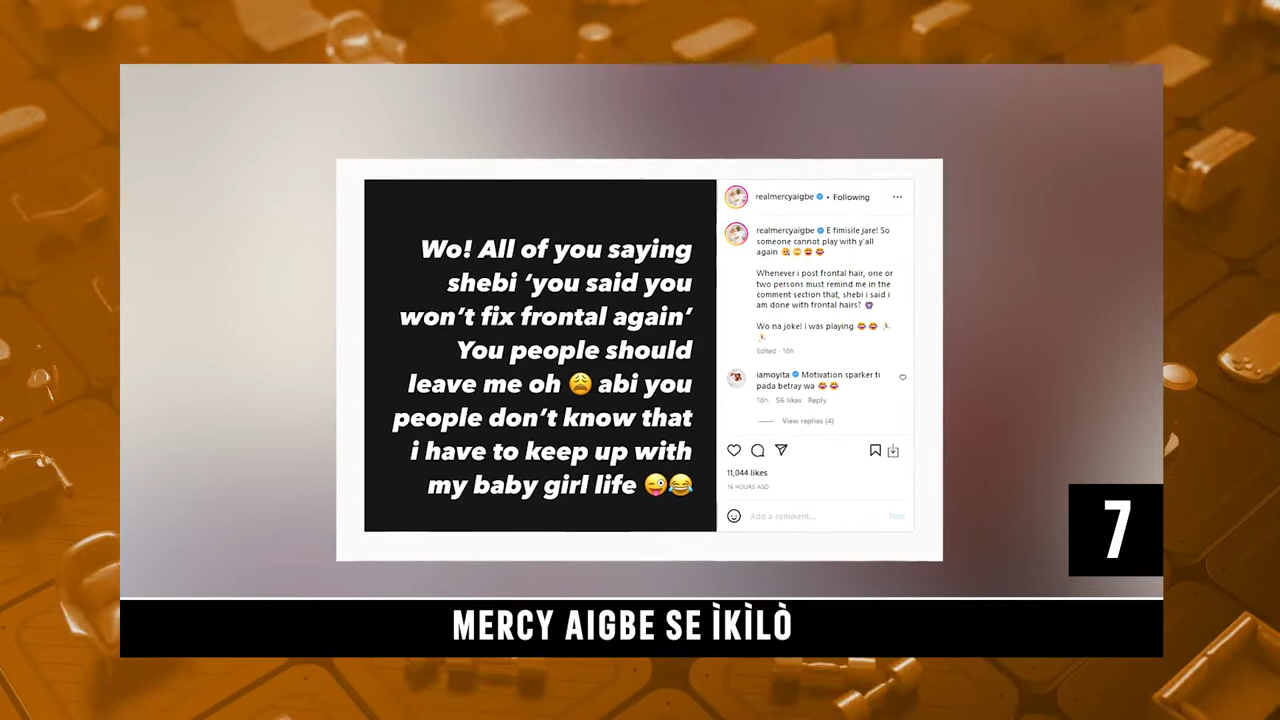 Wo! All of you saying
shebi ‘you said you
won’t fix frontal again’
You people should
leave me oh 😩 abi you
people don’t know that
i have to keep up with
my baby girl life 😜😂
realmercyaigbe • Following
realmercyaigbe E fimisile jare! So
someone cannot play with y'all
again
Whenever i post frontal hair, one or
two persons must remind me in the
comment section that, shebi i said i
am done with frontal hairs?
Wo na joke! I was playing
Edited · 16h
iamoyita Motivation sparker ti
pada betray wa 😂 😂
16h 56 likes Reply
View replies (4)
11,044 likes
16 HOURS AGO
Add a comment... Post
7
MERCY AIGBE SE ÌKÌLÒ